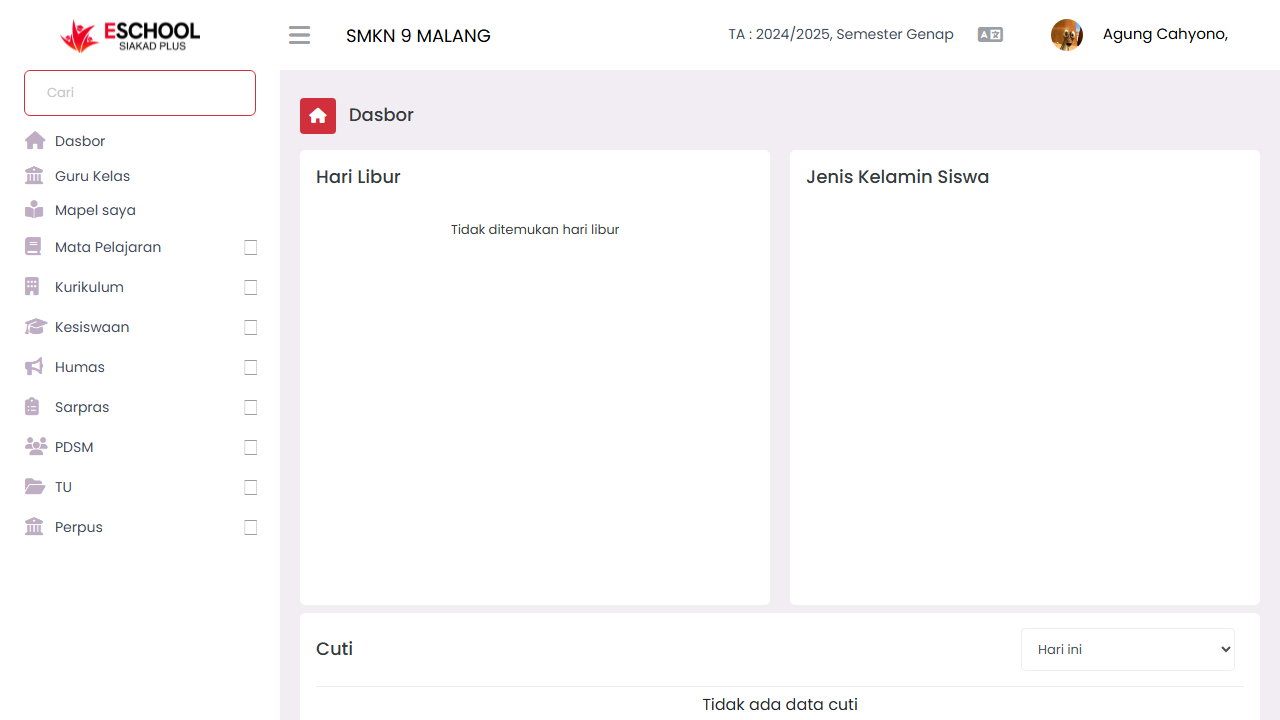 ESCHOOL
SIAKAD PLUS
SMKN 9 MALANG
TA : 2024/2025, Semester Genap
Agung Cahyono,
Cari
Dasbor
Guru Kelas
Mapel saya
Mata Pelajaran
Kurikulum
Kesiswaan
Humas
Sarpras
PDSM
TU
Perpus
Dasbor
Hari Libur
Tidak ditemukan hari libur
Jenis Kelamin Siswa
Cuti
Hari ini
Tidak ada data cuti